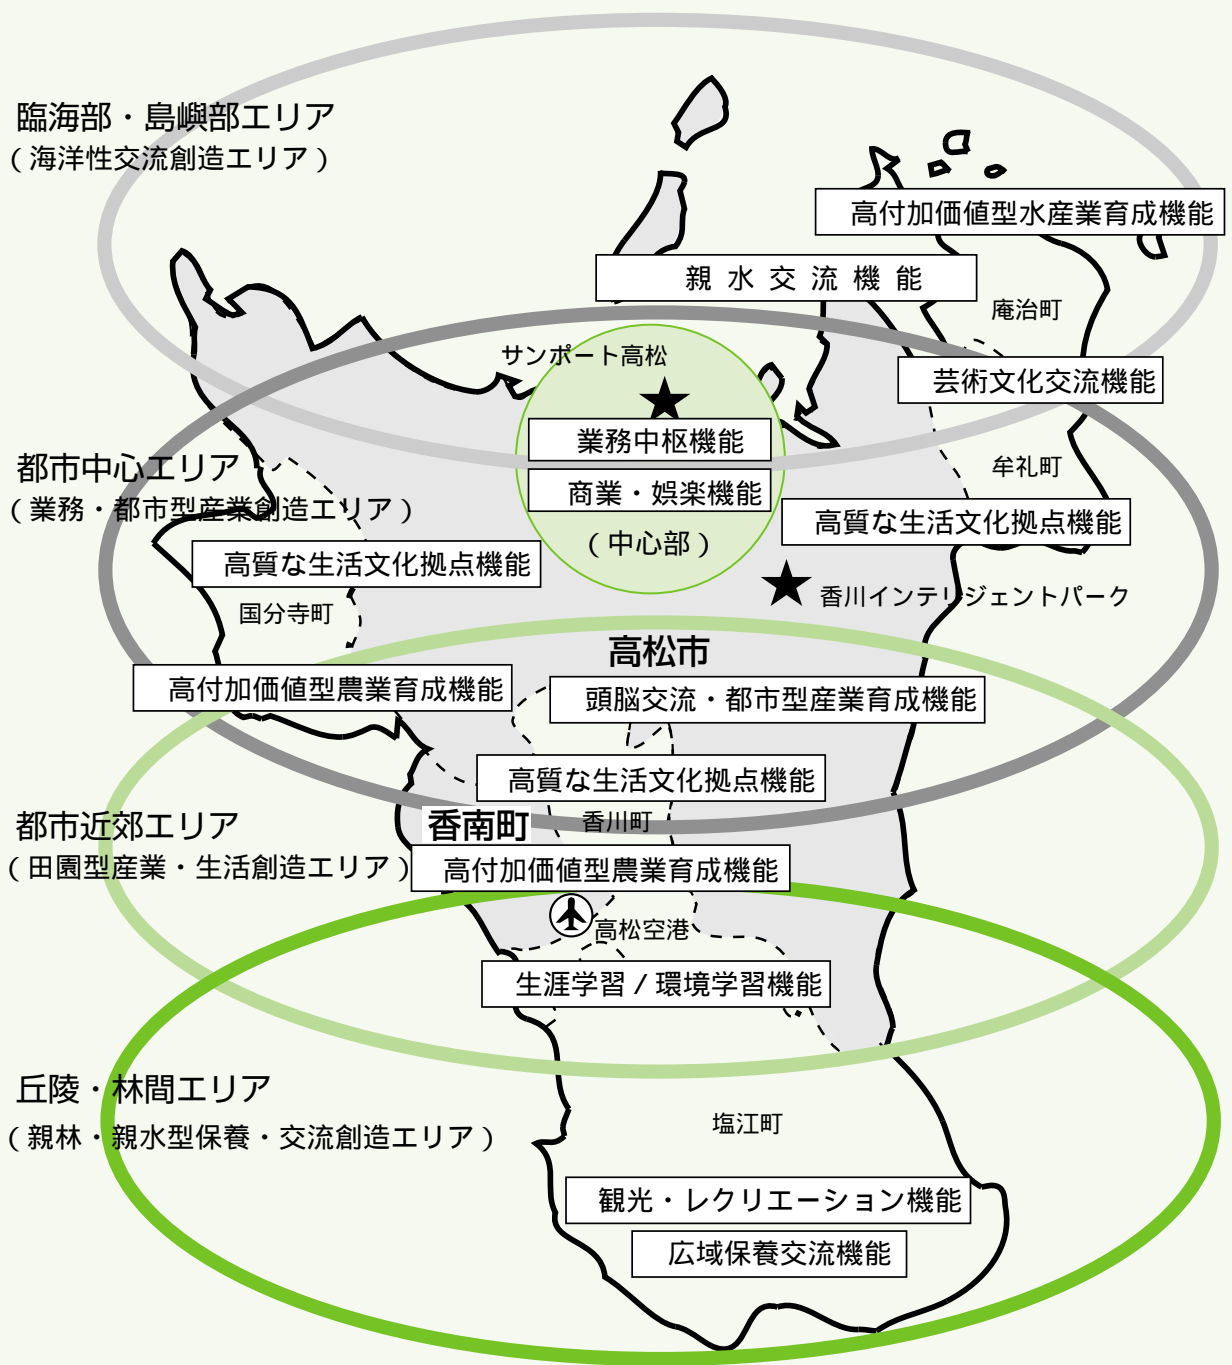 臨海部・島嶼部エリア
（海洋性交流創造エリア）
高付加価値型水産業育成機能
親水交流機能
庵治町
サンポート高松
芸術文化交流機能
業務中枢機能
都市中心エリア
（業務・都市型産業創造エリア）
牟礼町
商業・娯楽機能
高質な生活文化拠点機能
（中心部）
高質な生活文化拠点機能
香川インテリジェントパーク
国分寺町
高松市
高付加価値型農業育成機能
頭脳交流・都市型産業育成機能
高質な生活文化拠点機能
香南町
香川町
都市近郊エリア
（田園型産業・生活創造エリア）
高付加価値型農業育成機能
高松空港
生涯学習/環境学習機能
丘陵・林間エリア
（親林・親水型保養・交流創造エリア）
塩江町
観光・レクリエーション機能
広域保養交流機能